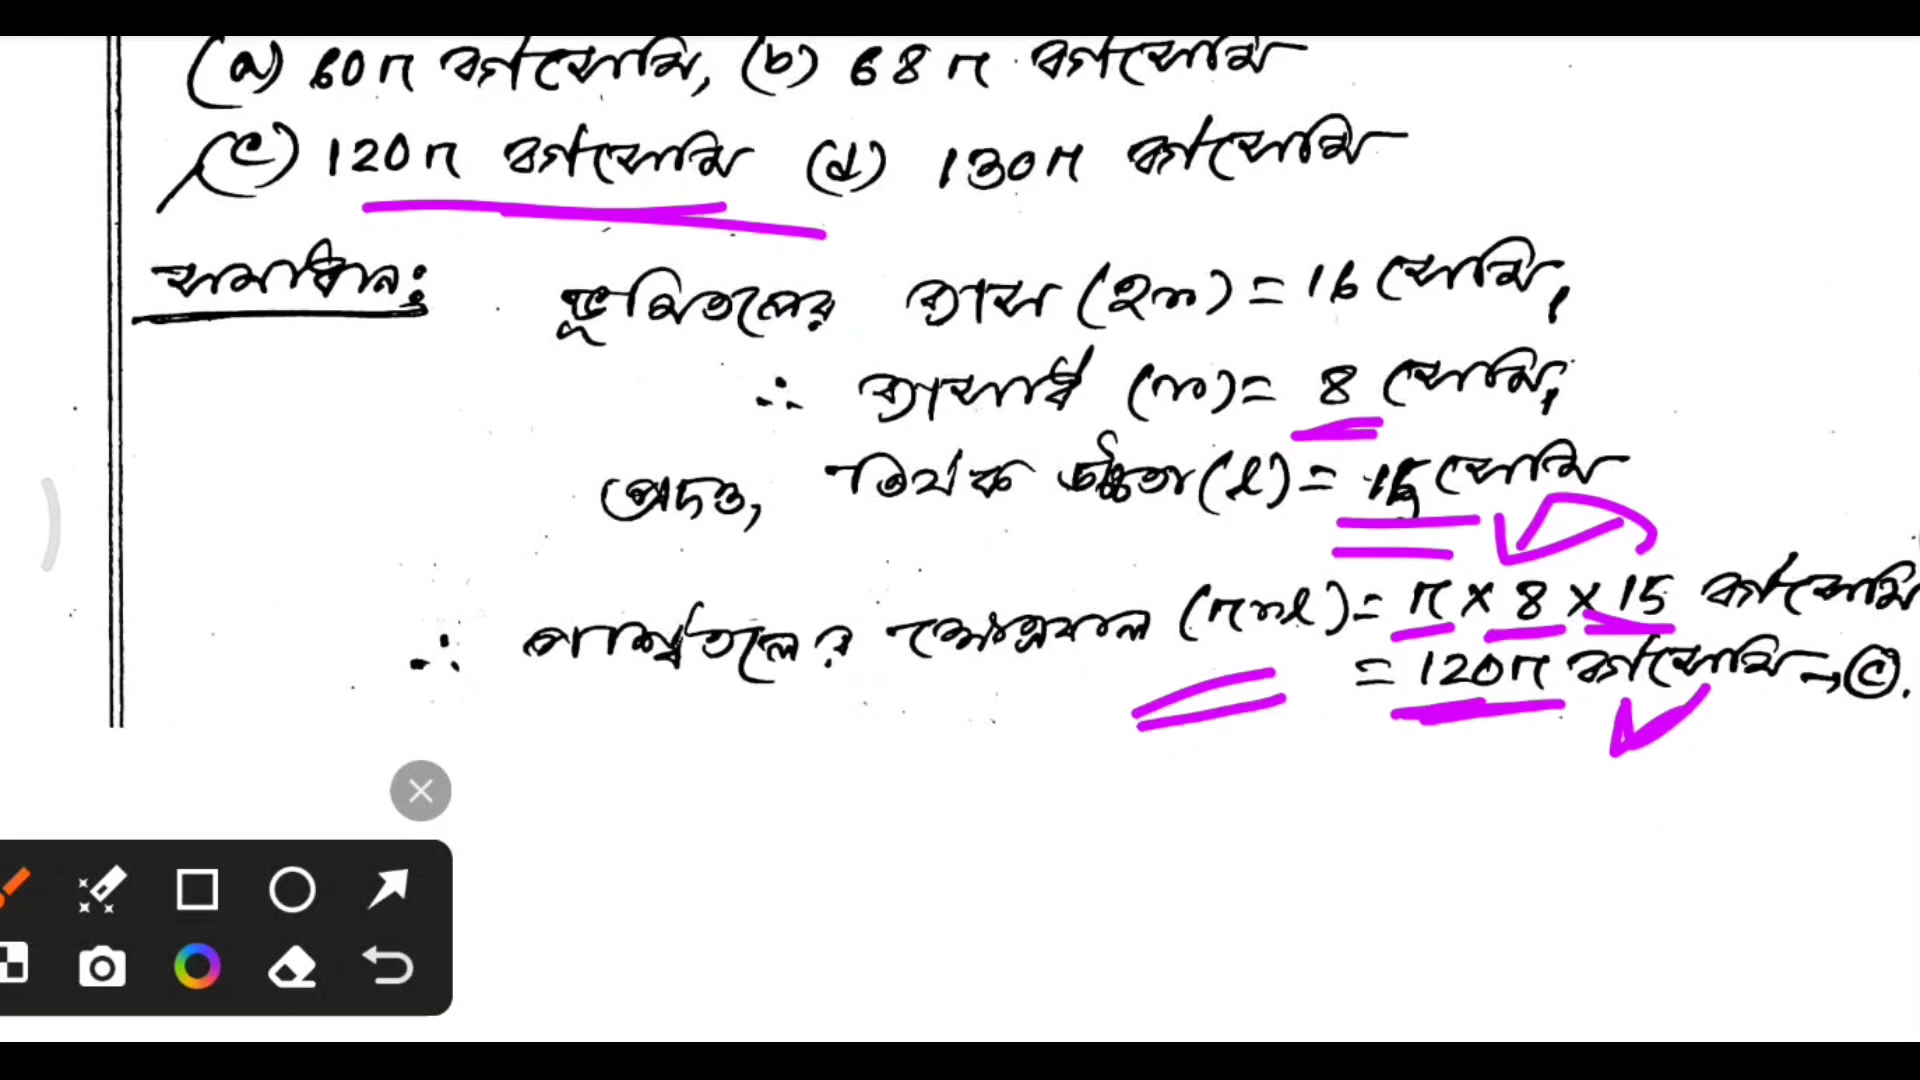 (a) 60π বর্গসেমি, (b) 68π বর্গসেমি
(c) 120π বর্গসেমি (d) 130π বর্গসেমি
সমাধান: ভূমিতলের ব্যাস (2r) = 16 সেমি,
∴ ব্যাসার্ধ (r) = 8 সেমি,
প্রদত্ত, তির্যক উচ্চতা (l) = 15 সেমি
∴ পার্শ্বতলের ক্ষেত্রফল (πrl) = π × 8 × 15 বর্গসেমি
= 120π বর্গসেমি → (c).